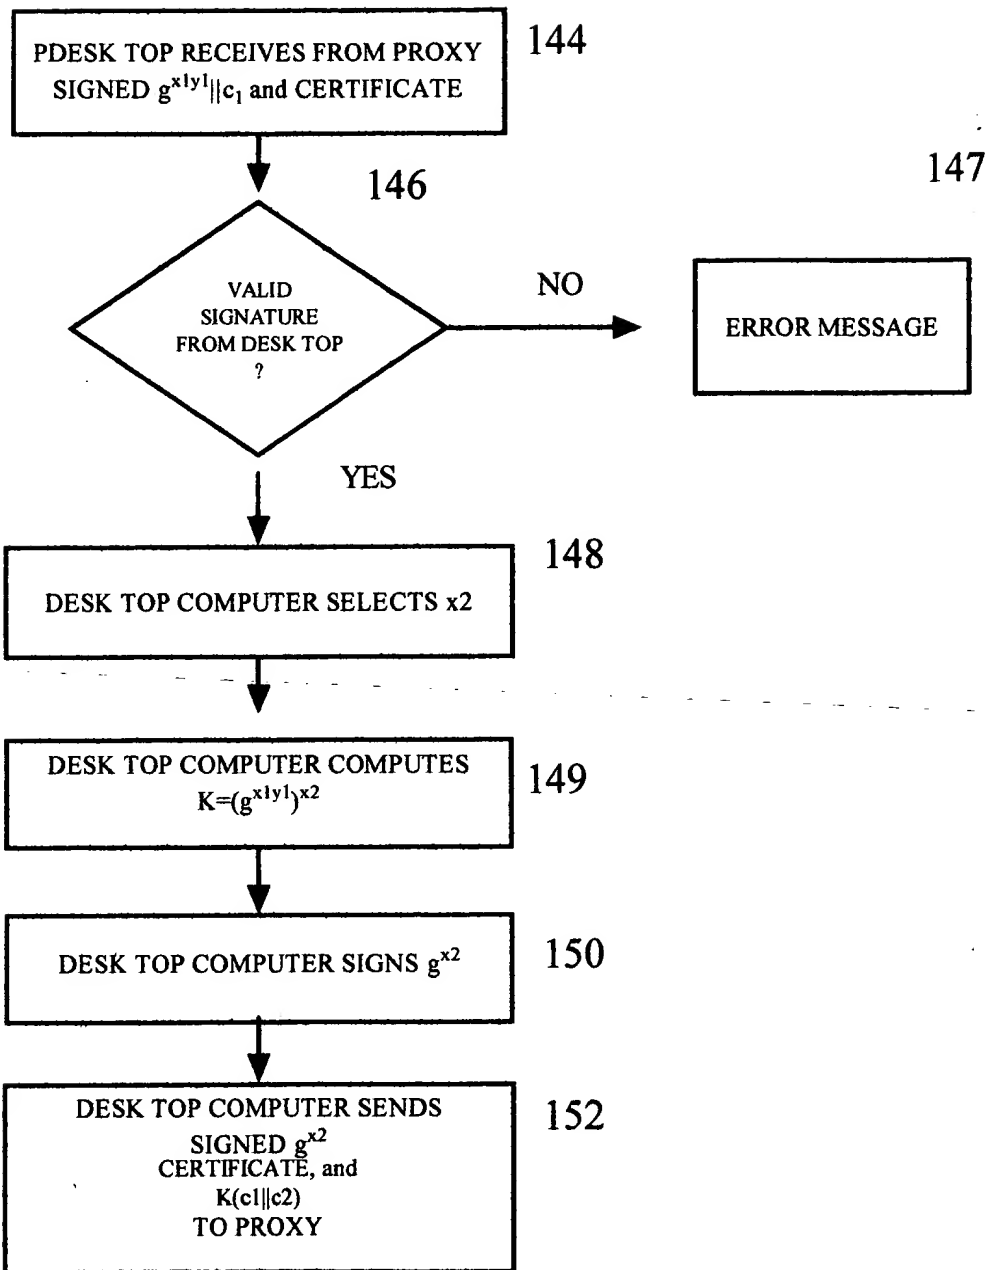 PDESK TOP RECEIVES FROM PROXY
SIGNED g^x1y1||c₁ and CERTIFICATE
144
146
147
VALID
SIGNATURE
FROM DESK TOP
?
NO
ERROR MESSAGE
YES
148
DESK TOP COMPUTER SELECTS x2
DESK TOP COMPUTER COMPUTES
K=(g^x1y1)^x2
149
DESK TOP COMPUTER SIGNS g^x2
150
DESK TOP COMPUTER SENDS
SIGNED g^x2
CERTIFICATE, and
K(c1||c2)
TO PROXY
152